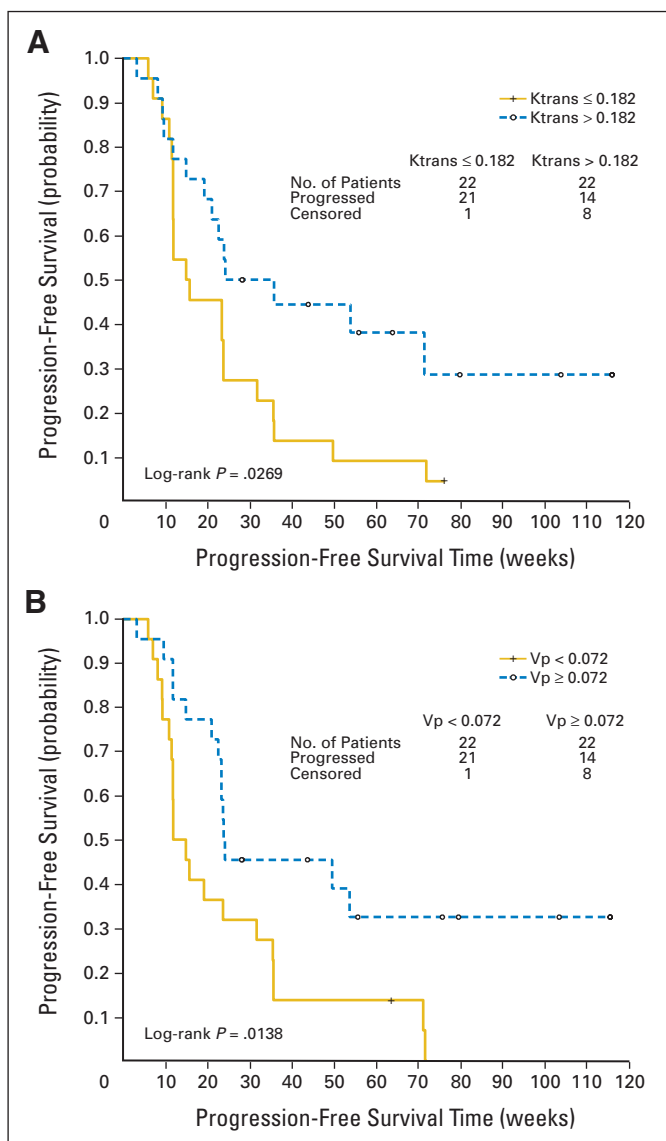 A
Progression-Free Survival (probability)
1.0
0.9
0.8
0.7
0.6
0.5
0.4
0.3
0.2
0.1
0
Ktrans ≤ 0.182
Ktrans > 0.182
Ktrans ≤ 0.182 Ktrans > 0.182
No. of Patients 22 22
Progressed 21 14
Censored 1 8
Log-rank P = .0269
10 20 30 40 50 60 70 80 90 100 110 120
Progression-Free Survival Time (weeks)
B
Progression-Free Survival (probability)
1.0
0.9
0.8
0.7
0.6
0.5
0.4
0.3
0.2
0.1
0
Vp < 0.072
Vp ≥ 0.072
Vp < 0.072 Vp ≥ 0.072
No. of Patients 22 22
Progressed 21 14
Censored 1 8
Log-rank P = .0138
10 20 30 40 50 60 70 80 90 100 110 120
Progression-Free Survival Time (weeks)